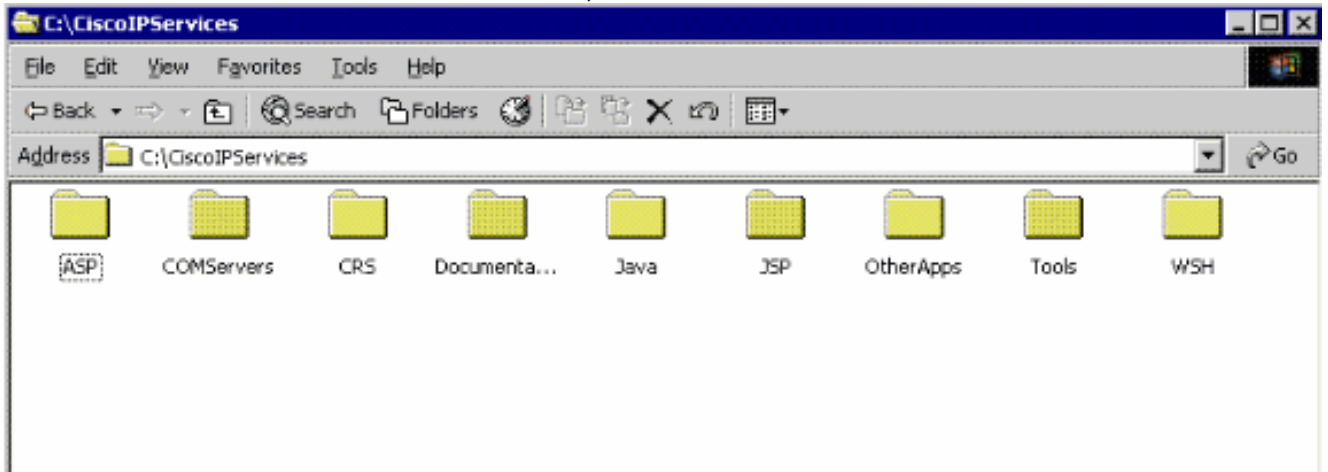 C:\CiscoIPServices
File Edit View Favorites Tools Help
Back Search Folders
Address C:\CiscoIPServices Go
ASP COMServers CRS Documenta... Java JSP OtherApps Tools WSH